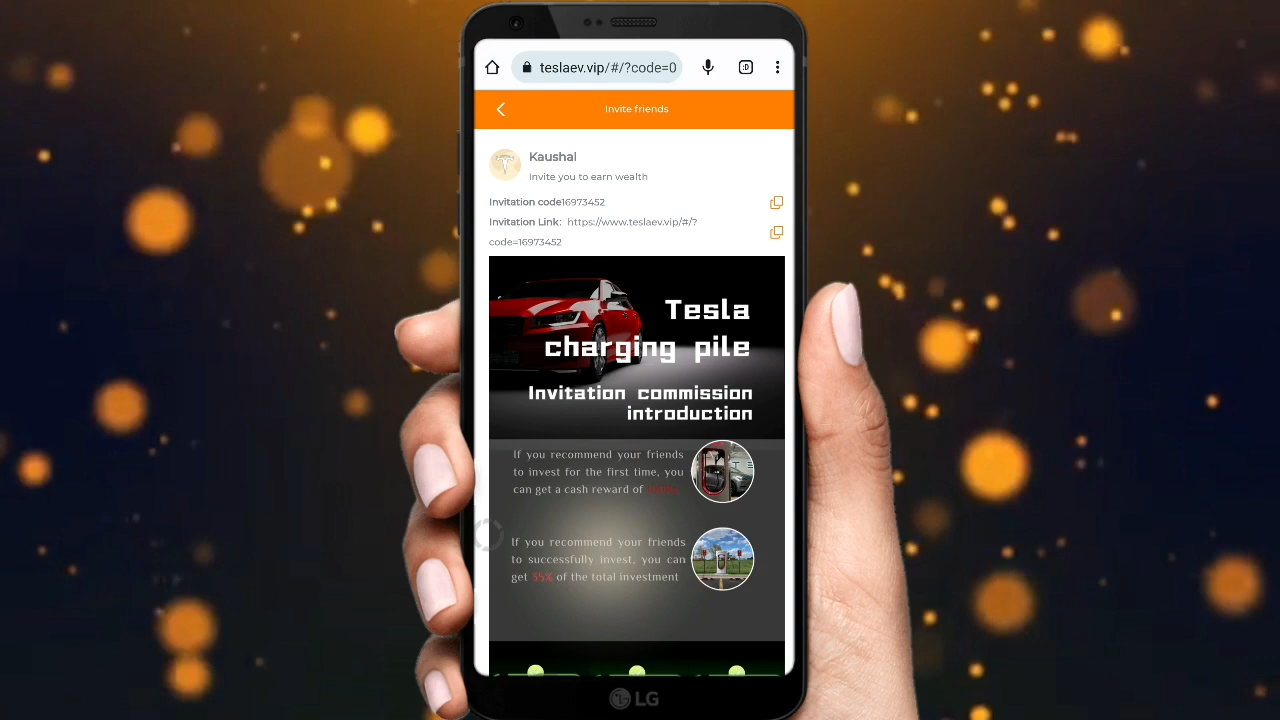 teslaev.vip/#/?code=0
:D
Invite friends
Kaushal
Invite you to earn wealth
Invitation code16973452
Invitation Link: https://www.teslaev.vip/#/?
code=16973452
Tesla
charging pile
Invitation commission
introduction
If you recommend your friends
to invest for the first time, you
can get a cash reward of
If you recommend your friends
to successfully invest, you can
get 35% of the total investment
LG